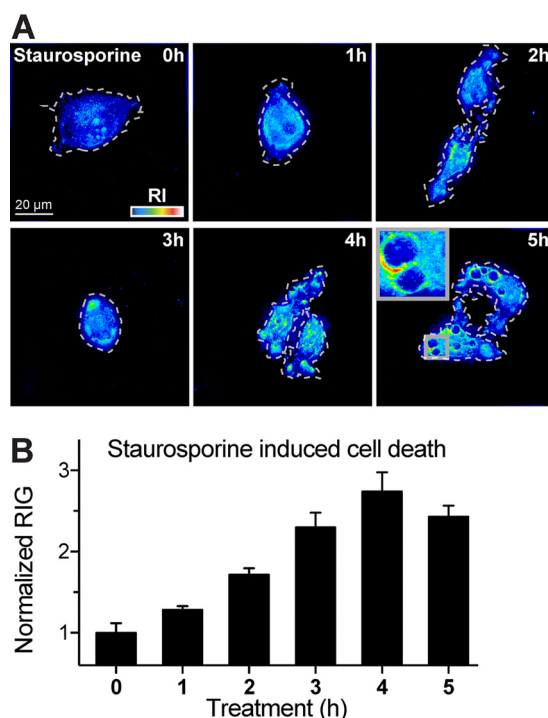 A
Staurosporine 0h
1h
2h
20 µm
RI
3h
4h
5h
B
Staurosporine induced cell death
Normalized RIG
3
2
1
0 1 2 3 4 5
Treatment (h)